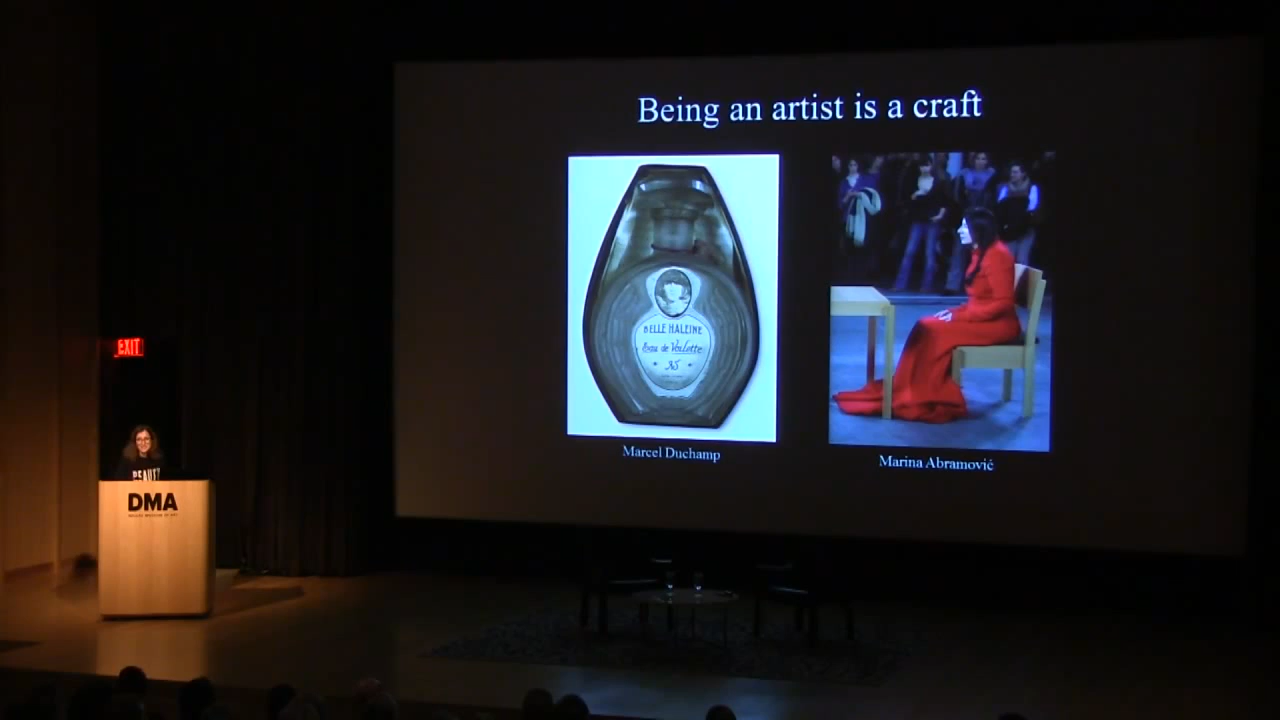 Being an artist is a craft
BELLE HALEINE
Eau de Voilette
Marcel Duchamp
Marina Abramović
EXIT
DMA